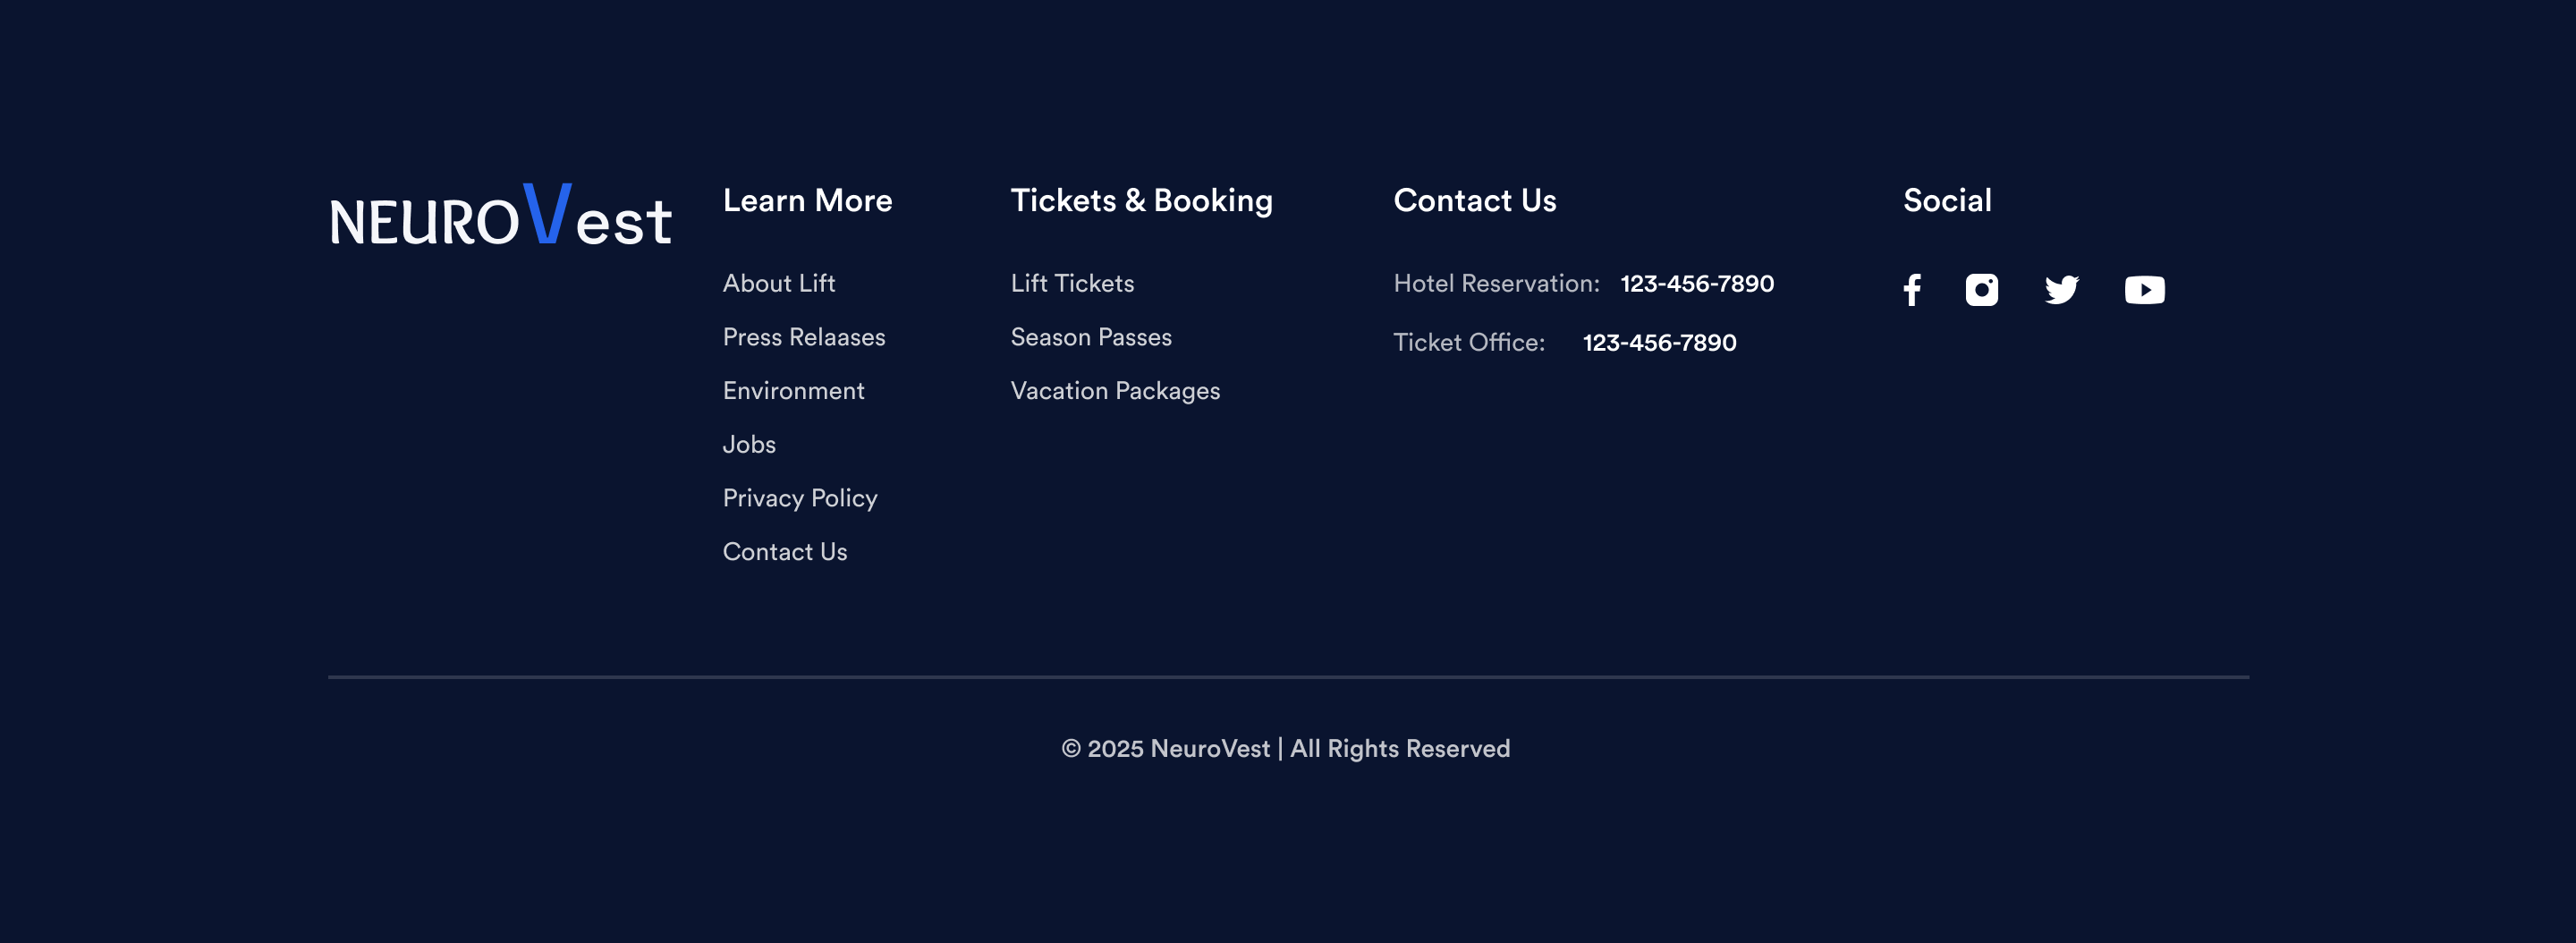 NEUROVest
Learn More
About Lift
Press Relaases
Environment
Jobs
Privacy Policy
Contact Us
Tickets & Booking
Lift Tickets
Season Passes
Vacation Packages
Contact Us
Hotel Reservation: 123-456-7890
Ticket Office: 123-456-7890
Social
© 2025 NeuroVest | All Rights Reserved